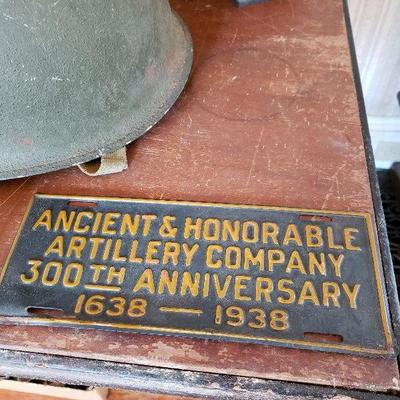 ANCIENT & HONORABLE
ARTILLERY COMPANY
300TH ANNIVERSARY
1638 — 1938